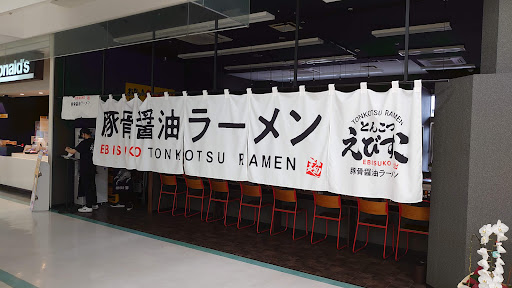 onald's
豚骨醤油ラーメン
EBISUKO TONKOTSU RAMEN
TONKOTSU RAMEN
とんこつ
えびすこ
EBISUKO
豚骨醤油ラーメン